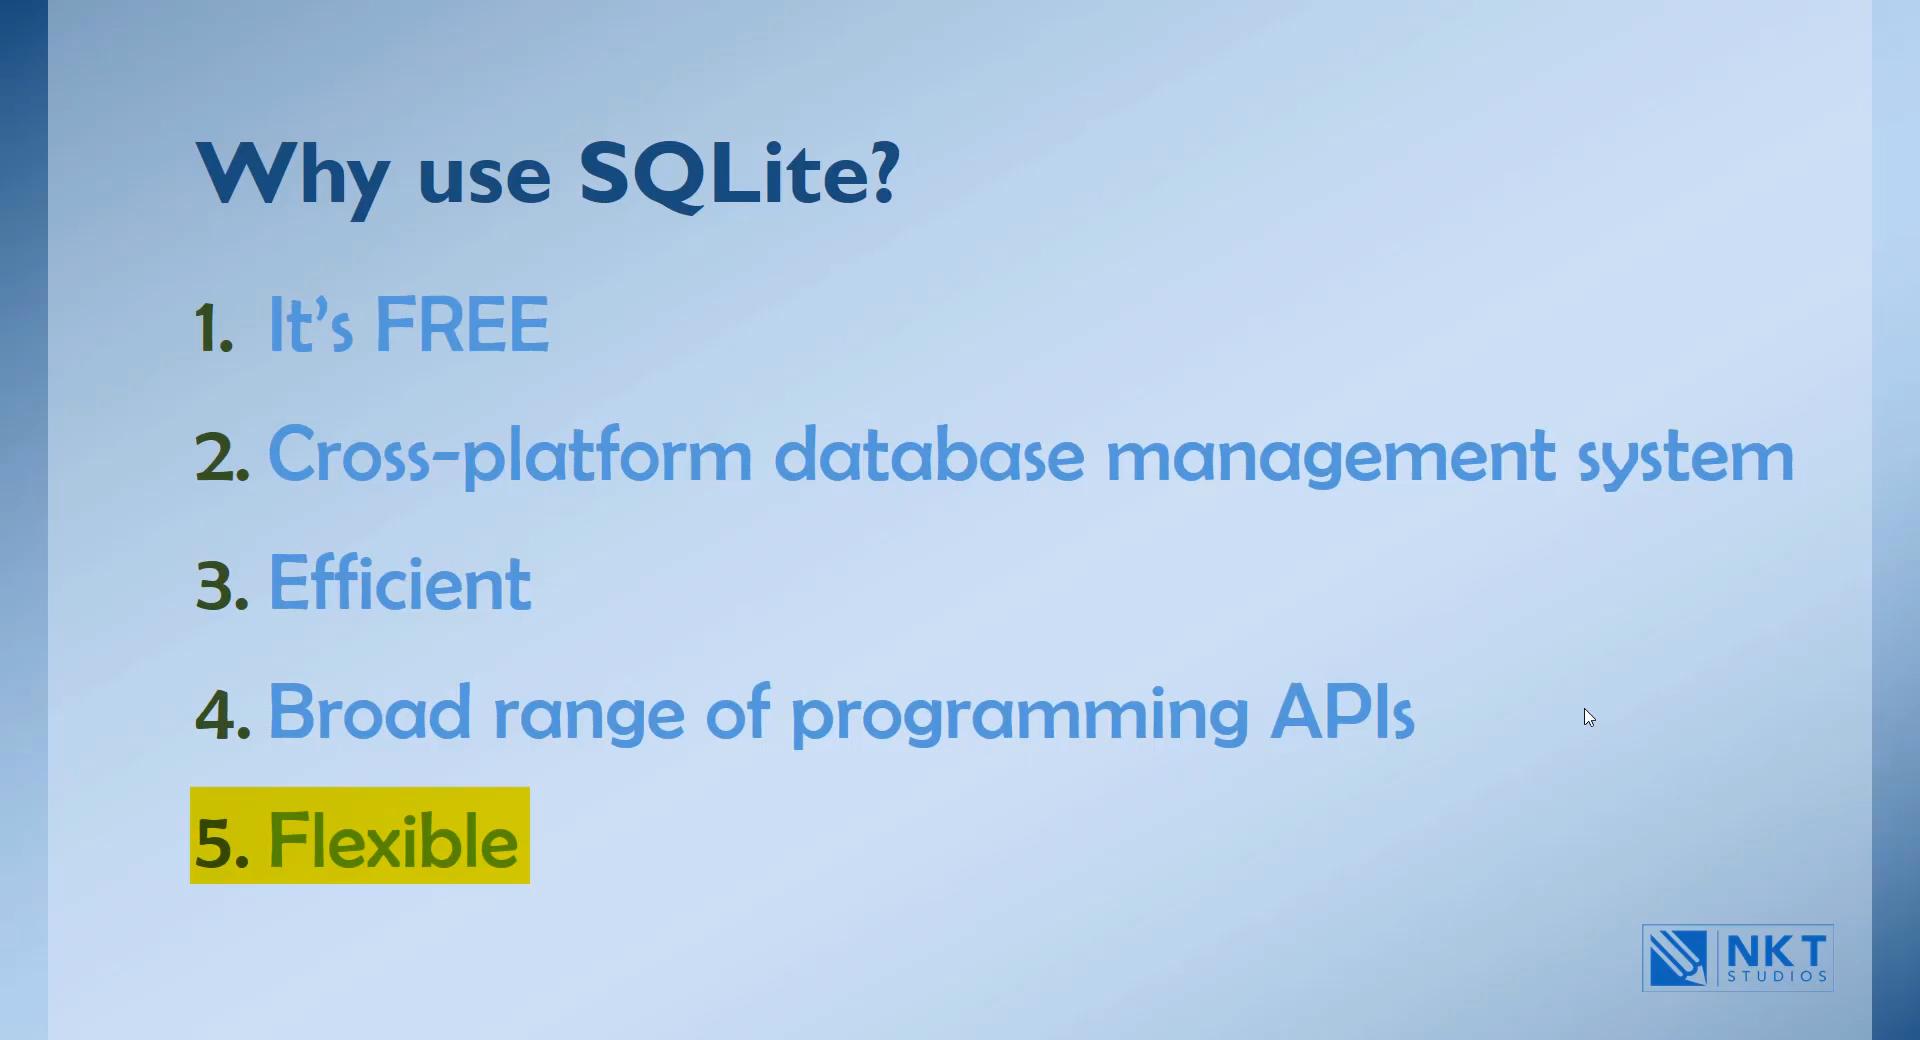 Why use SQLite?
1. It's FREE
2. Cross-platform database management system
3. Efficient
4. Broad range of programming APIs
5. Flexible
NKT
STUDIOS